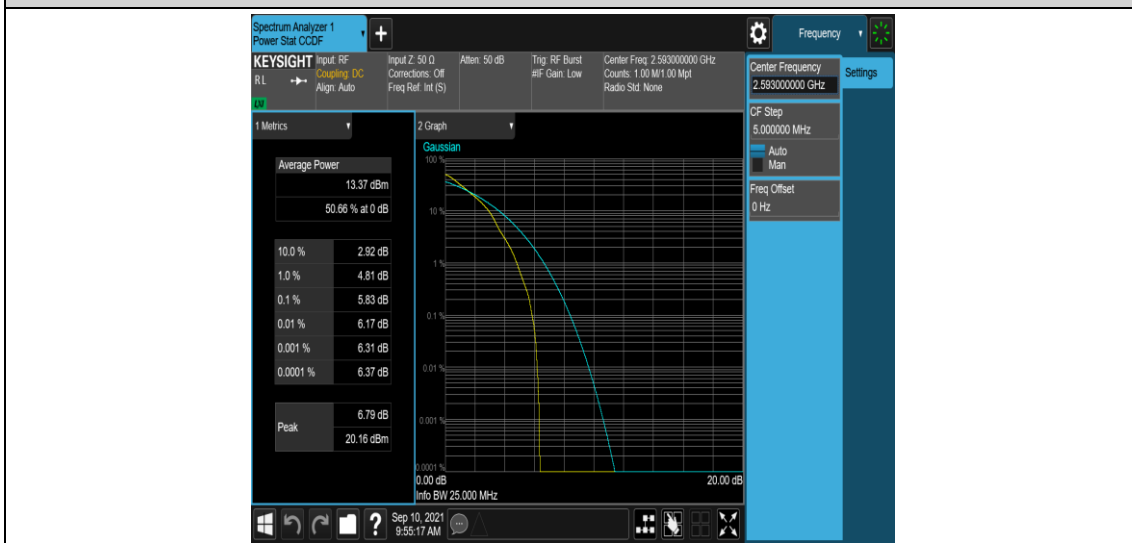 Spectrum Analyzer 1
Power Stat CCDF
+
Frequency
KEYSIGHT
RL
LXI
Input: RF
Coupling: DC
Align: Auto
Input Z: 50 Ω
Corrections: Off
Freq Ref: Int (S)
Atten: 50 dB
Trig: RF Burst
#IF Gain: Low
Center Freq: 2.593000000 GHz
Counts: 1.00 M/1.00 Mpt
Radio Std: None
Center Frequency
2.593000000 GHz
Settings
CF Step
5.000000 MHz
Auto
Man
Freq Offset
0 Hz
1 Metrics
Average Power
13.37 dBm
50.66 % at 0 dB
10.0 % 2.92 dB
1.0 % 4.81 dB
0.1 % 5.83 dB
0.01 % 6.17 dB
0.001 % 6.31 dB
0.0001 % 6.37 dB
Peak
6.79 dB
20.16 dBm
2 Graph
Gaussian
100 %
10 %
1 %
0.1 %
0.01 %
0.001 %
0.0001 %
0.00 dB 20.00 dB
Info BW 25.000 MHz
?
Sep 10, 2021
9:55:17 AM